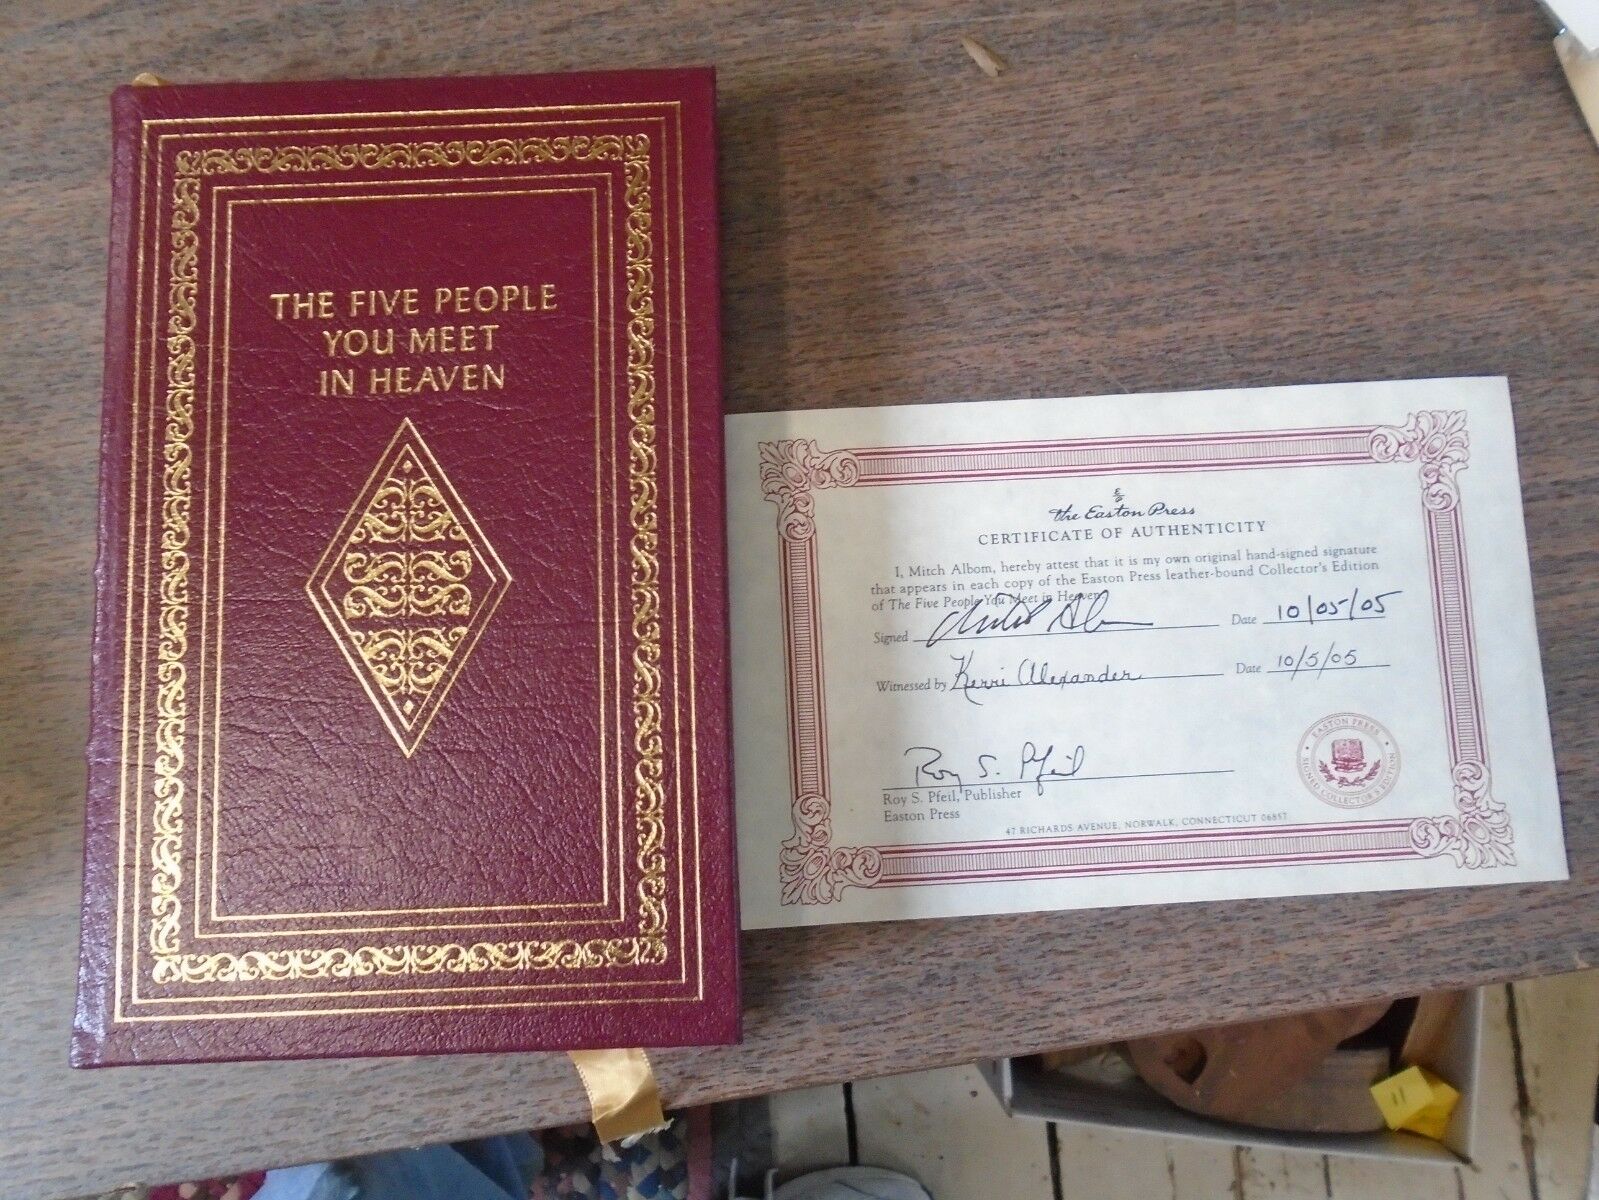 THE FIVE PEOPLE
YOU MEET
IN HEAVEN
E/P
the Easton Press
CERTIFICATE OF AUTHENTICITY
I, Mitch Albom, hereby attest that it is my own original hand-signed signature
that appears in each copy of the Easton Press leather-bound Collector's Edition
of The Five People You Meet in Heaven.
Signed Mitch Albom Date 10/05/05
Witnessed by Kerri Alexander Date 10/5/05
Roy S. Pfeil
Roy S. Pfeil, Publisher
Easton Press
47 RICHARDS AVENUE, NORWALK, CONNECTICUT 06857
EASTON PRESS
SIGNED COLLECTOR'S EDITION
11